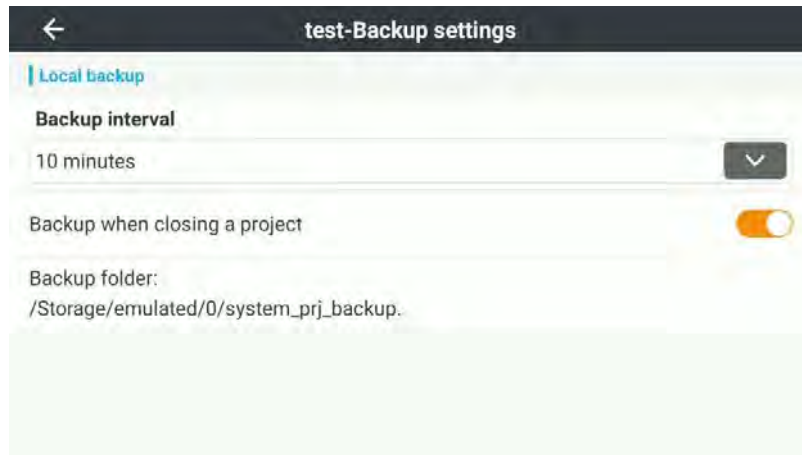 test-Backup settings
Local backup
Backup interval
10 minutes
Backup when closing a project
Backup folder:
/Storage/emulated/0/system_prj_backup.